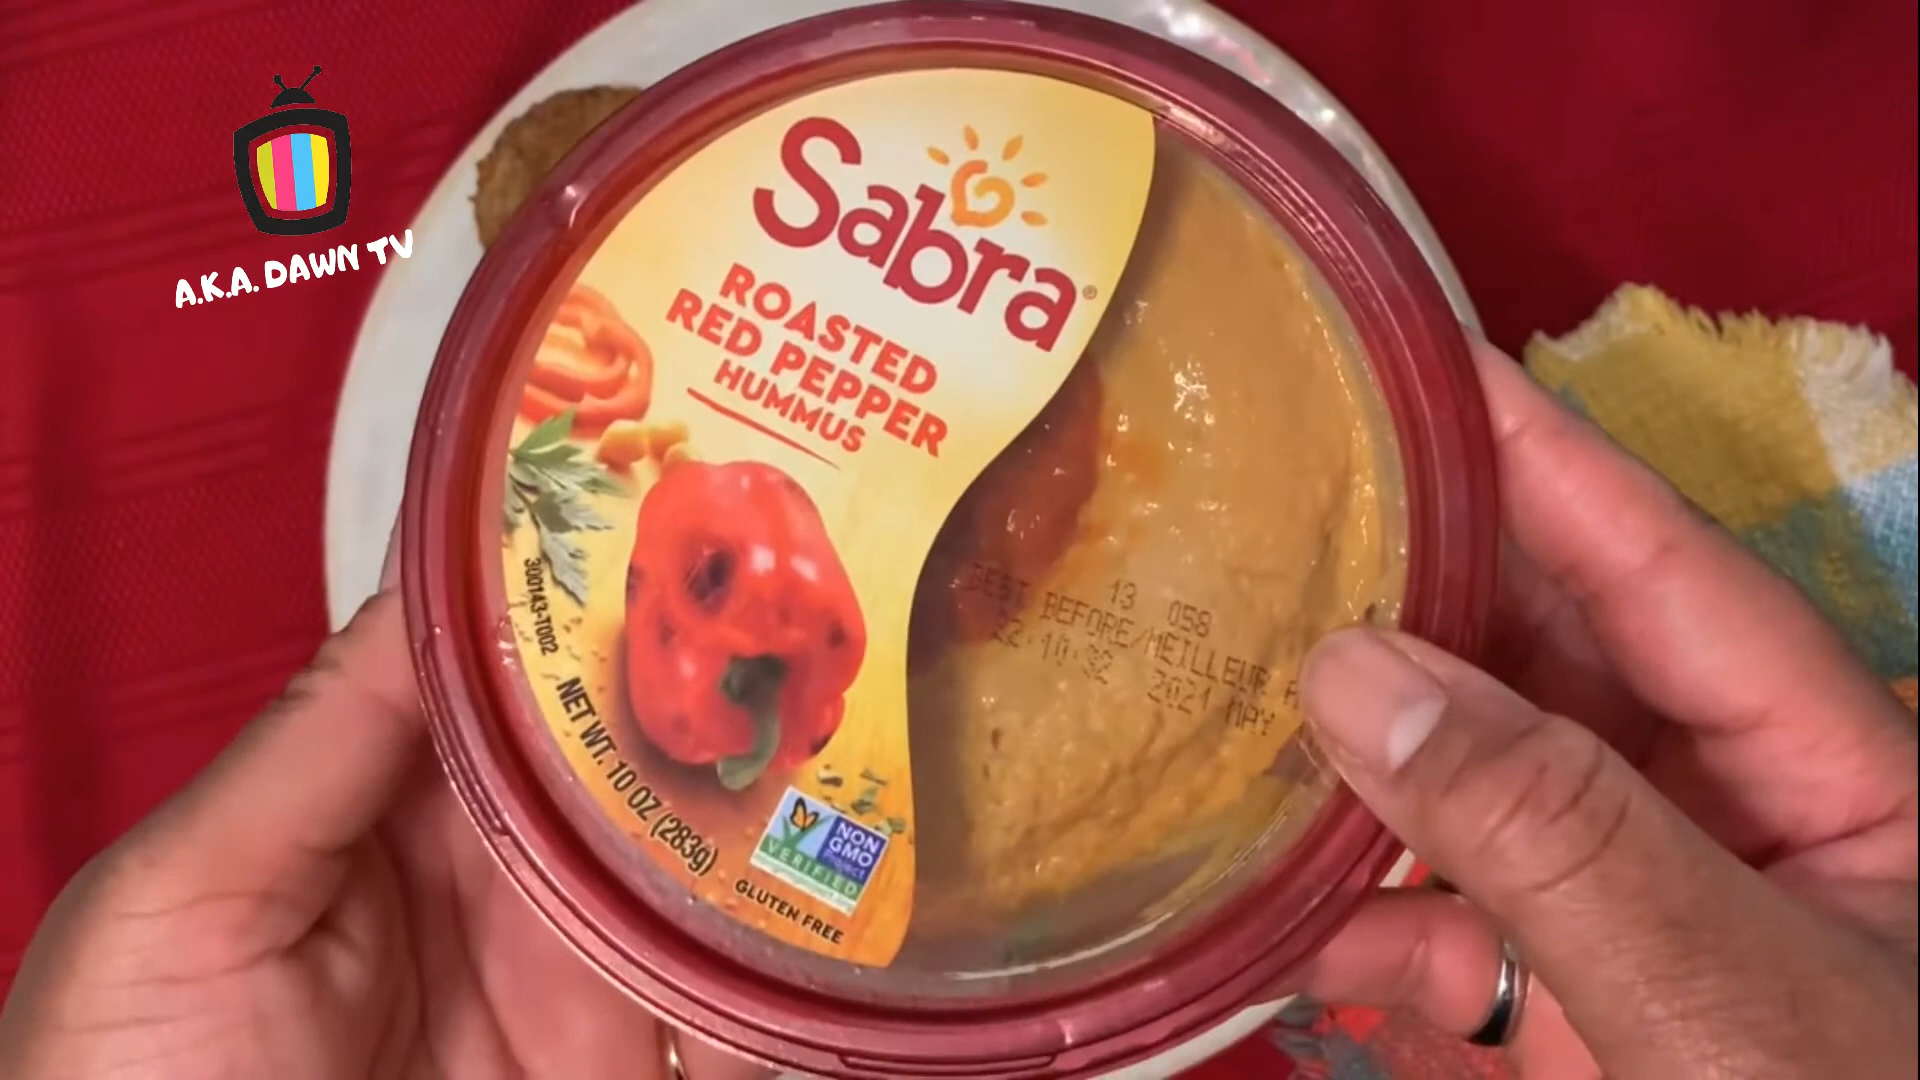 A.K.A. DAWN TV
Sabra®
ROASTED
RED PEPPER
HUMMUS
300143-T002
NET WT. 10 OZ (283g)
NON
GMO
Project
VERIFIED
GLUTEN FREE
13 058
BEST BEFORE/MEILLEUR
2021 MAY